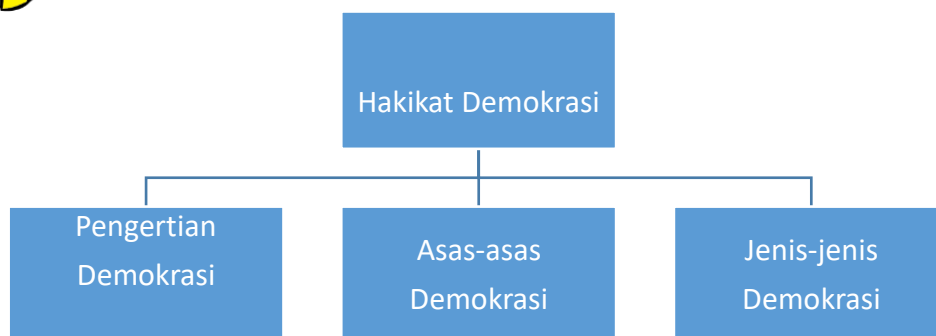 Hakikat Demokrasi
Pengertian
Demokrasi
Asas-asas
Demokrasi
Jenis-jenis
Demokrasi